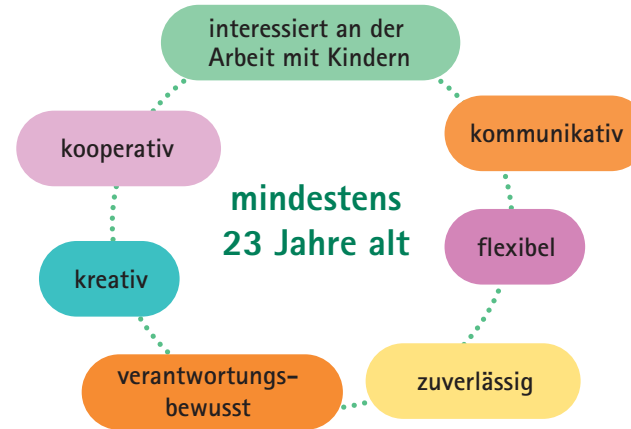 interessiert an der
Arbeit mit Kindern
kooperativ
kommunikativ
mindestens
23 Jahre alt
kreativ
flexibel
verantwortungs-
bewusst
zuverlässig